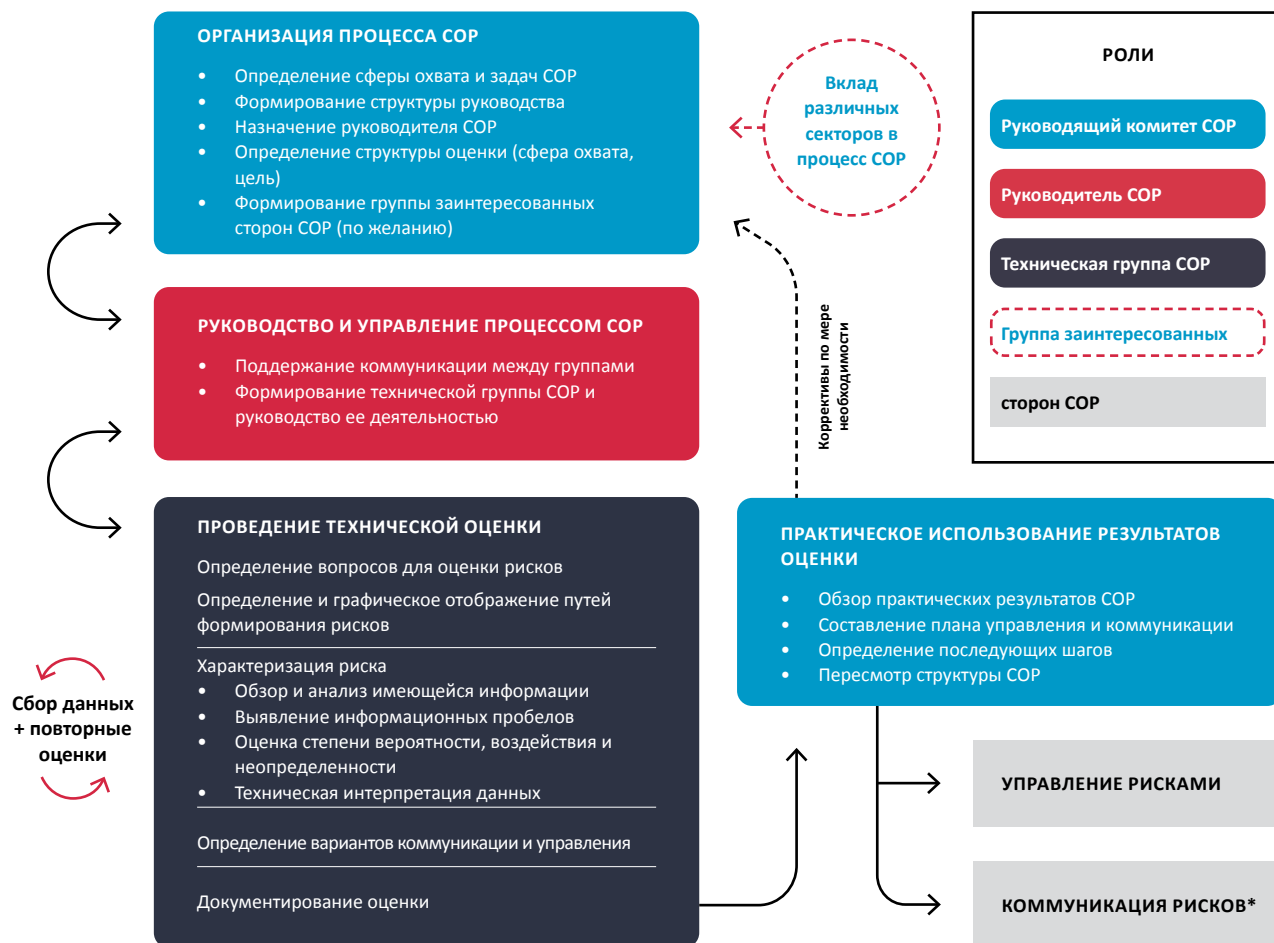 ОРГАНИЗАЦИЯ ПРОЦЕССА СОР
• Определение сферы охвата и задач СОР
• Формирование структуры руководства
• Назначение руководителя СОР
• Определение структуры оценки (сфера охвата,
цель)
• Формирование группы заинтересованных
сторон СОР (по желанию)
Вклад
различных
секторов в
процесс СОР
РОЛИ
Руководящий комитет СОР
Руководитель СОР
Техническая группа СОР
Группа заинтересованных
сторон СОР
РУКОВОДСТВО И УПРАВЛЕНИЕ ПРОЦЕССОМ СОР
• Поддержание коммуникации между группами
• Формирование технической группы СОР и
руководство ее деятельностью
Коррективы по мере
необходимости
ПРОВЕДЕНИЕ ТЕХНИЧЕСКОЙ ОЦЕНКИ
Определение вопросов для оценки рисков
Определение и графическое отображение путей
формирования рисков
Характеризация риска
• Обзор и анализ имеющейся информации
• Выявление информационных пробелов
• Оценка степени вероятности, воздействия и
неопределенности
• Техническая интерпретация данных
Определение вариантов коммуникации и управления
Документирование оценки
Сбор данных
+ повторные
оценки
ПРАКТИЧЕСКОЕ ИСПОЛЬЗОВАНИЕ РЕЗУЛЬТАТОВ
ОЦЕНКИ
• Обзор практических результатов СОР
• Составление плана управления и коммуникации
• Определение последующих шагов
• Пересмотр структуры СОР
УПРАВЛЕНИЕ РИСКАМИ
КОММУНИКАЦИЯ РИСКОВ*